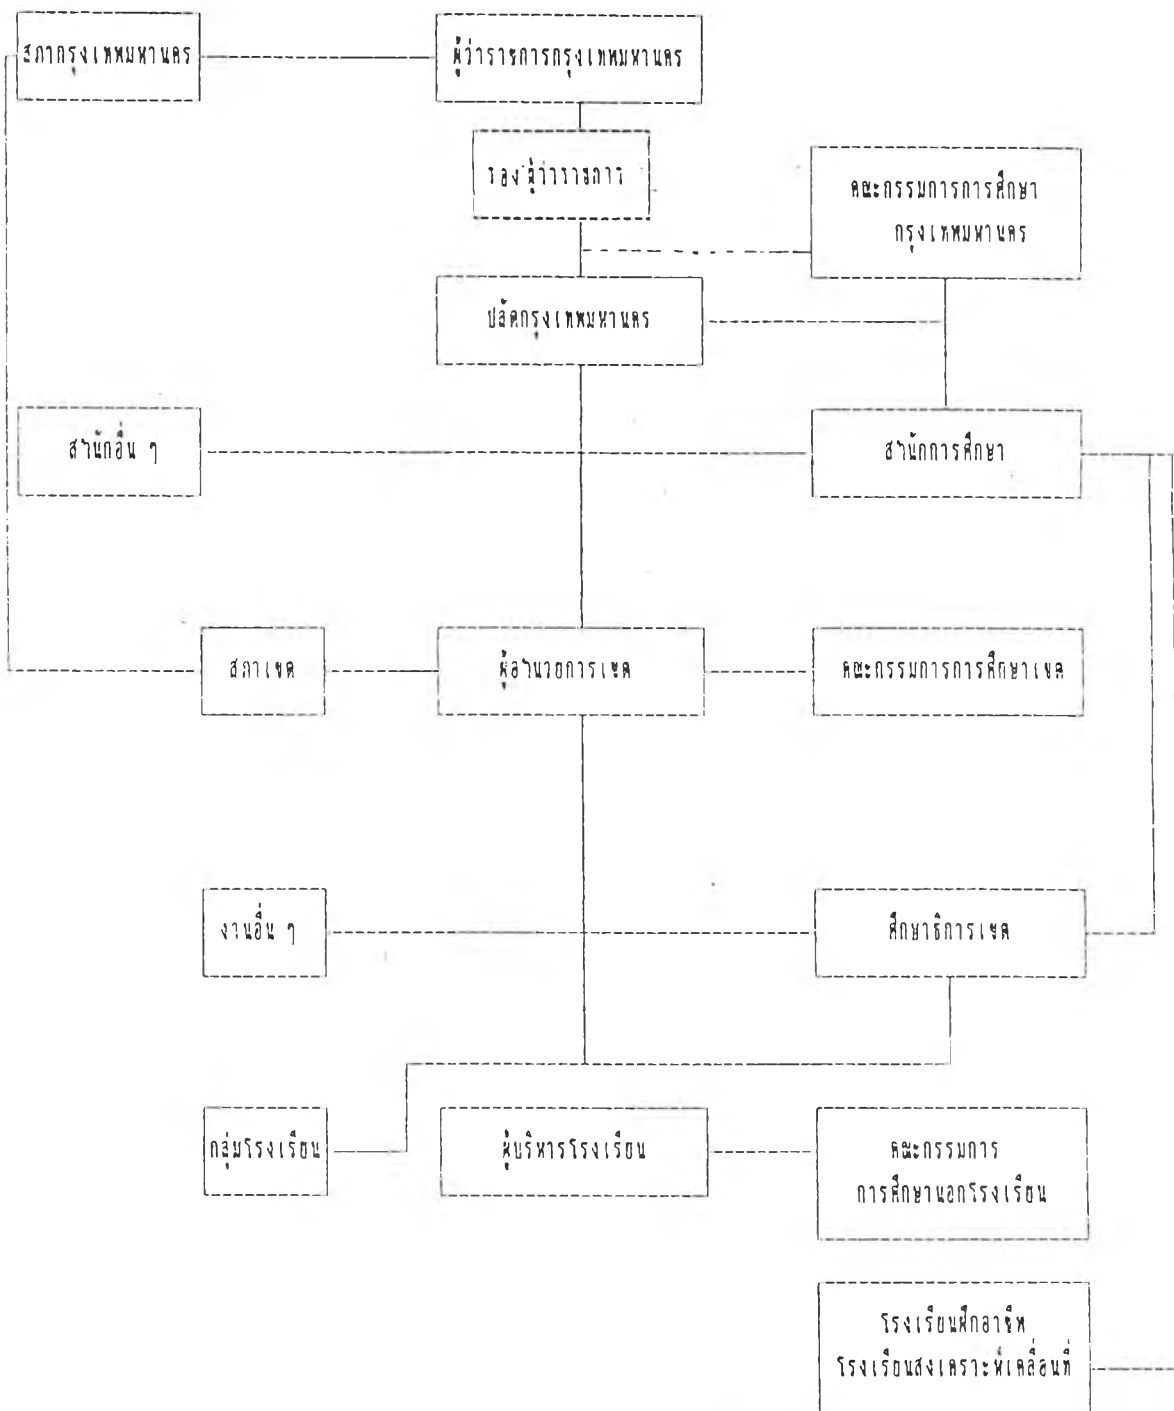 สภากรุงเทพมหานคร
ผู้ว่าราชการกรุงเทพมหานคร
รองผู้ว่าราชการ
คณะกรรมการการศึกษา
กรุงเทพมหานคร
ปลัดกรุงเทพมหานคร
สำนักอื่น ๆ
สำนักการศึกษา
สภาเขต
ผู้อำนวยการเขต
คณะกรรมการการศึกษาเขต
งานอื่น ๆ
ศึกษาธิการเขต
กลุ่มโรงเรียน
ผู้บริหารโรงเรียน
คณะกรรมการ
การศึกษานอกโรงเรียน
โรงเรียนฝึกอาชีพ
โรงเรียนสงเคราะห์เคลื่อนที่